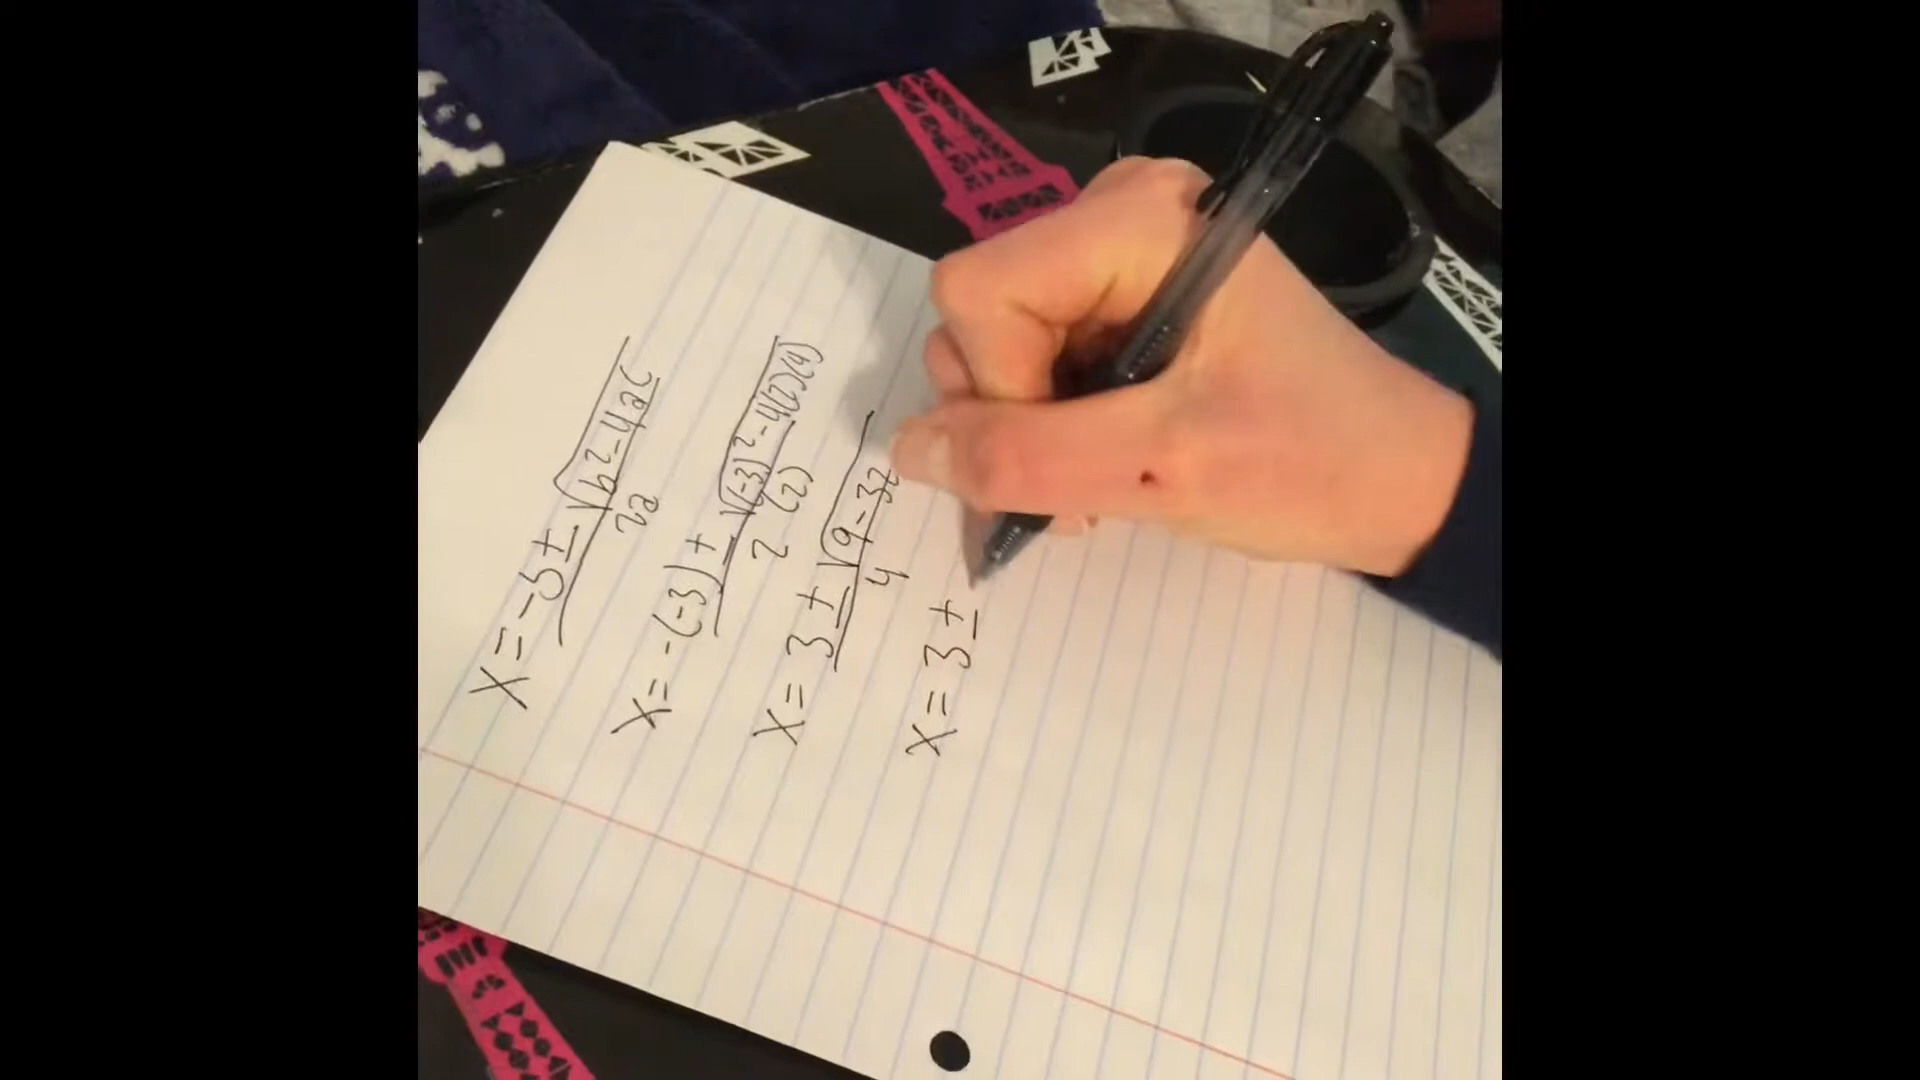 x = -b ± √b² - 4ac
2a
x = -(-3) ± √(-3)² - 4(2)(4)
2(2)
x = 3 ± √9 - 32
4
x = 3 ±